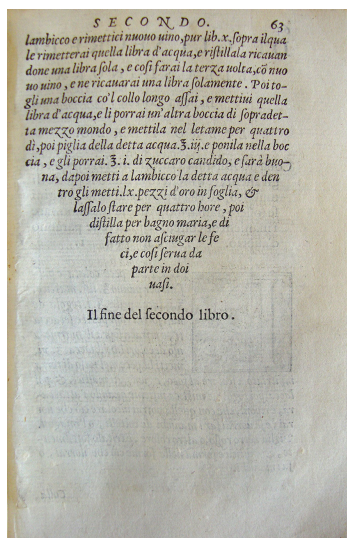 SECONDO. 63
lambicco e rimettici nuouo uino, pur lib.x. sopra ilqua
le rimetterai quella libra d'acqua, e ristillala ricauan
done una libra sola, e cosi farai la terza uolta, cō nuo
uo uino, e ne ricauarai una libra solamente. Poi to-
gli una boccia co'l collo longo assai, e mettiui quella
libra d'acqua, e li porrai un'altra boccia di sopradet-
ta mezzo mondo, e mettila nel letame per quattro
dì, poi piglia della detta acqua.℥.iiij.e ponila nella boc
cia, e gli porrai.℥.i.di zuccaro candido, e sarà buo-
na, dapoi metti a lambicco la detta acqua e den
tro gli metti.lx.pezzi d'oro in foglia, &
lassalo stare per quattro hore, poi
distilla per bagno maria, e di
fatto non asciugar le fe
ci, e cosi serua da
parte in doi
uasi.
Il fine del secondo libro.